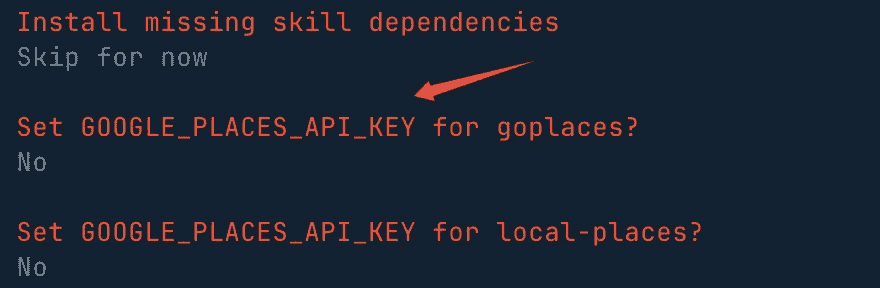 Install missing skill dependencies
Skip for now
Set GOOGLE_PLACES_API_KEY for goplaces?
No
Set GOOGLE_PLACES_API_KEY for local-places?
No